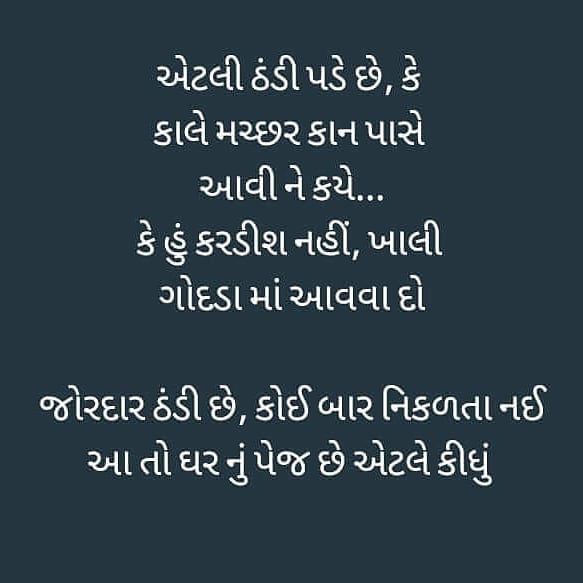 એટલી ઠંડી પડે છે, કે
કાલે મચ્છર કાન પાસે
આવી ને કયે...
કે હું કરડીશ નહીં, ખાલી
ગોદડા માં આવવા દો
જોરદાર ઠંડી છે, કોઈ બાર નિકળતા નઈ
આ તો ઘર નું પેજ છે એટલે કીધું